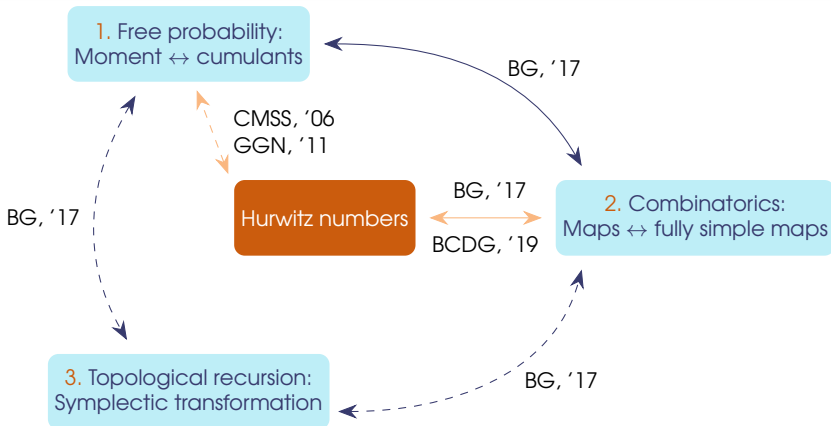 1. Free probability:
Moment ↔ cumulants
BG, ’17
CMSS, ’06
GGN, ’11
BG, ’17
Hurwitz numbers
BG, ’17
BCDG, ’19
2. Combinatorics:
Maps ↔ fully simple maps
3. Topological recursion:
Symplectic transformation
BG, ’17